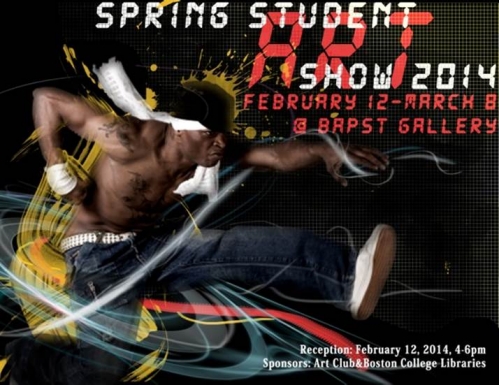 SPRING STUDENT
ART
SHOW 2014
FEBRUARY 12-MARCH 8
@ BAPST GALLERY
Reception: February 12, 2014, 4-6pm
Sponsors: Art Club&Boston College Libraries